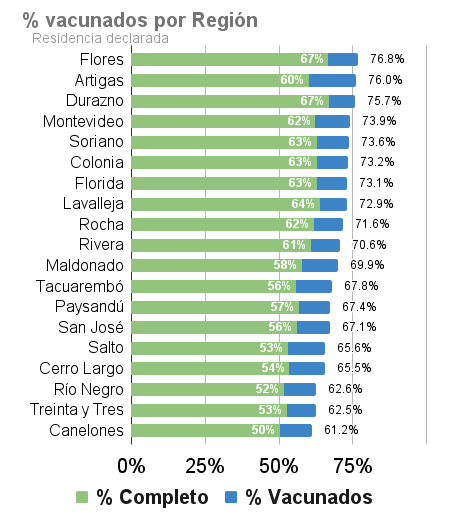 % vacunados por Región
Residencia declarada
Flores 67% 76.8%
Artigas 60% 76.0%
Durazno 67% 75.7%
Montevideo 62% 73.9%
Soriano 63% 73.6%
Colonia 63% 73.2%
Florida 63% 73.1%
Lavalleja 64% 72.9%
Rocha 62% 71.6%
Rivera 61% 70.6%
Maldonado 58% 69.9%
Tacuarembó 56% 67.8%
Paysandú 57% 67.4%
San José 56% 67.1%
Salto 53% 65.6%
Cerro Largo 54% 65.5%
Río Negro 52% 62.6%
Treinta y Tres 53% 62.5%
Canelones 50% 61.2%
0% 25% 50% 75%
% Completo % Vacunados